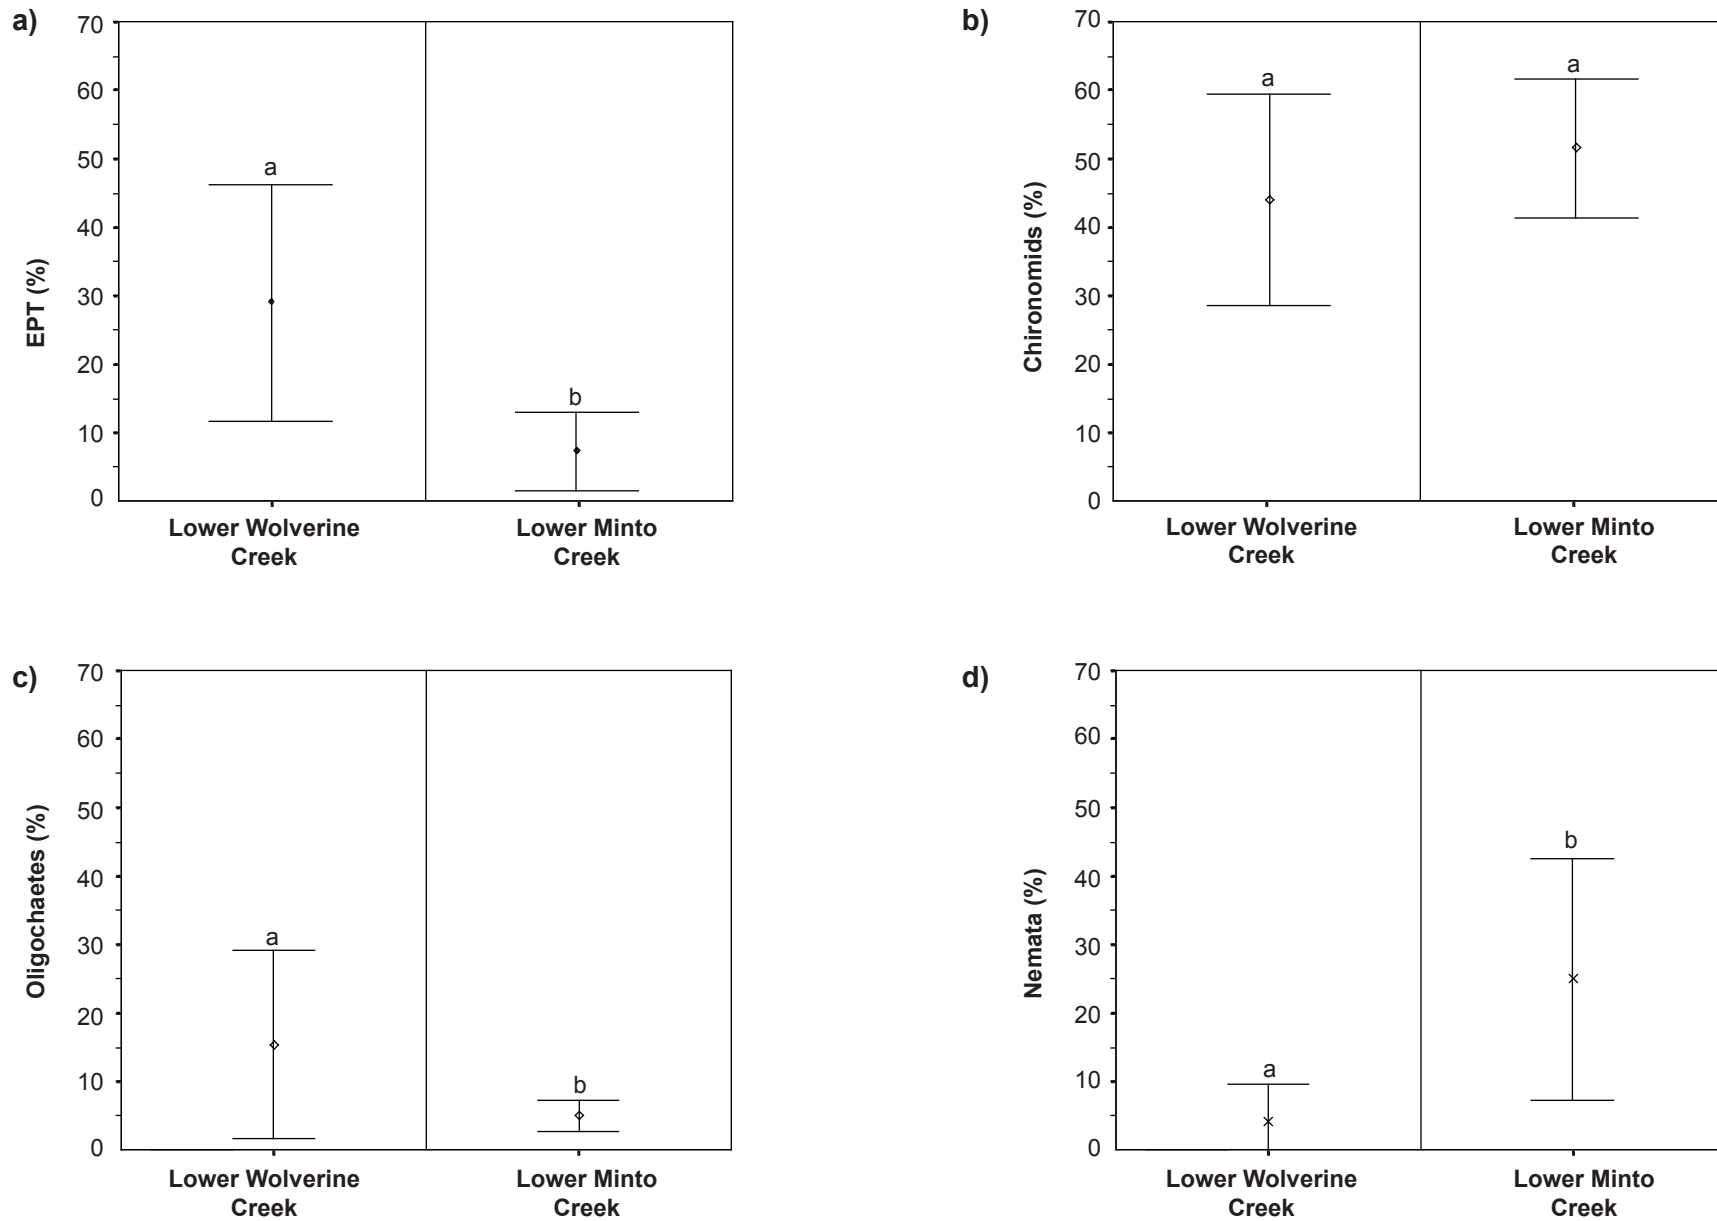 a)
70
60
50
40
30
20
10
0
EPT (%)
a
b
Lower Wolverine
Creek
Lower Minto
Creek
b)
70
60
50
40
30
20
10
0
Chironomids (%)
a
a
Lower Wolverine
Creek
Lower Minto
Creek
c)
70
60
50
40
30
20
10
0
Oligochaetes (%)
a
b
Lower Wolverine
Creek
Lower Minto
Creek
d)
70
60
50
40
30
20
10
0
Nemata (%)
a
b
Lower Wolverine
Creek
Lower Minto
Creek